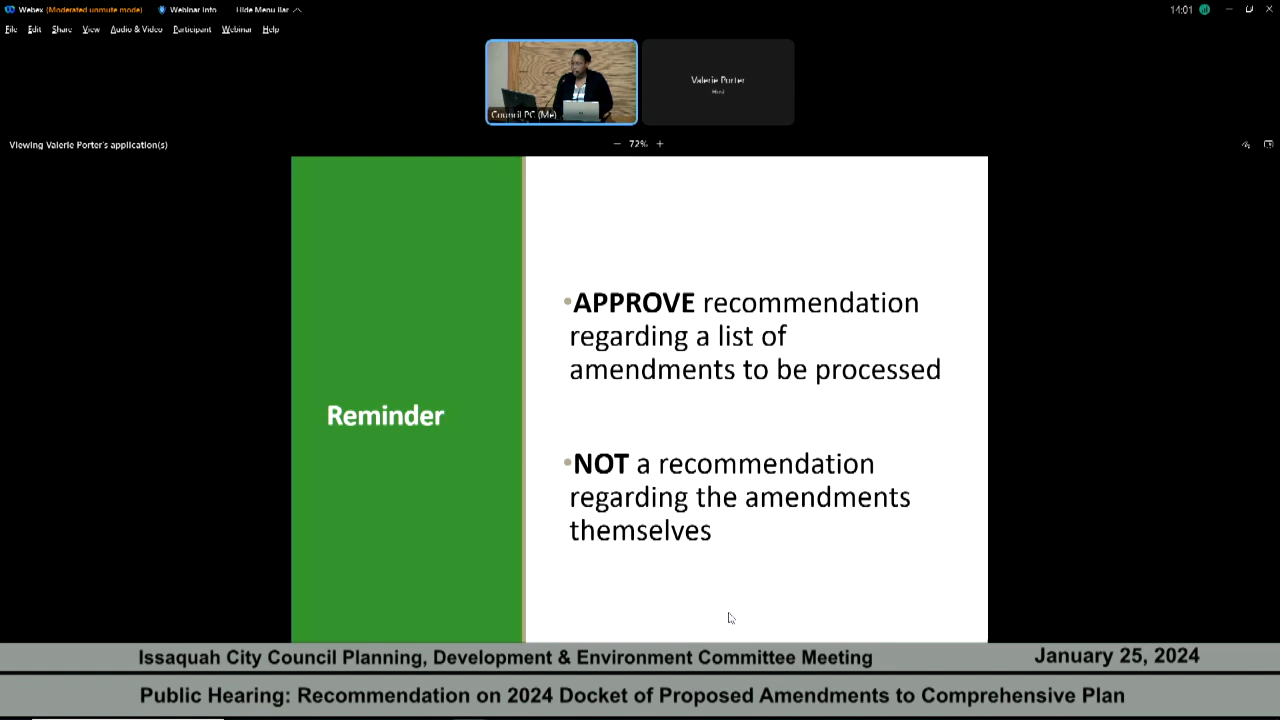 Webex (Moderated unmute mode) Webinar Info Hide Menu Bar 14:01
File Edit Share View Audio & Video Participant Webinar Help
Valerie Porter
Host
Council PC (Me)
Viewing Valerie Porter's application(s)
— 72% +
Reminder
•APPROVE recommendation
regarding a list of
amendments to be processed
•NOT a recommendation
regarding the amendments
themselves
Issaquah City Council Planning, Development & Environment Committee Meeting
January 25, 2024
Public Hearing: Recommendation on 2024 Docket of Proposed Amendments to Comprehensive Plan